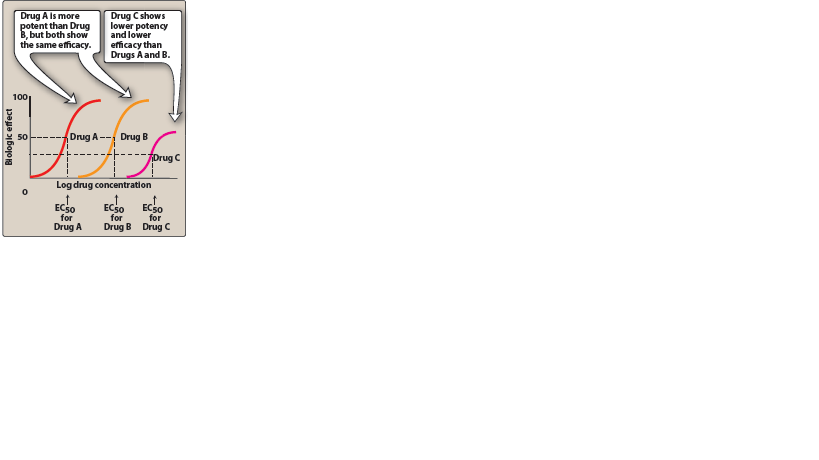 Drug A is more
potent than Drug
B, but both show
the same efficacy.
Drug C shows
lower potency
and lower
efficacy than
Drugs A and B.
100
50
0
Biologic effect
Drug A
Drug B
Drug C
Log drug concentration
EC50
for
Drug A
EC50
for
Drug B
EC50
for
Drug C